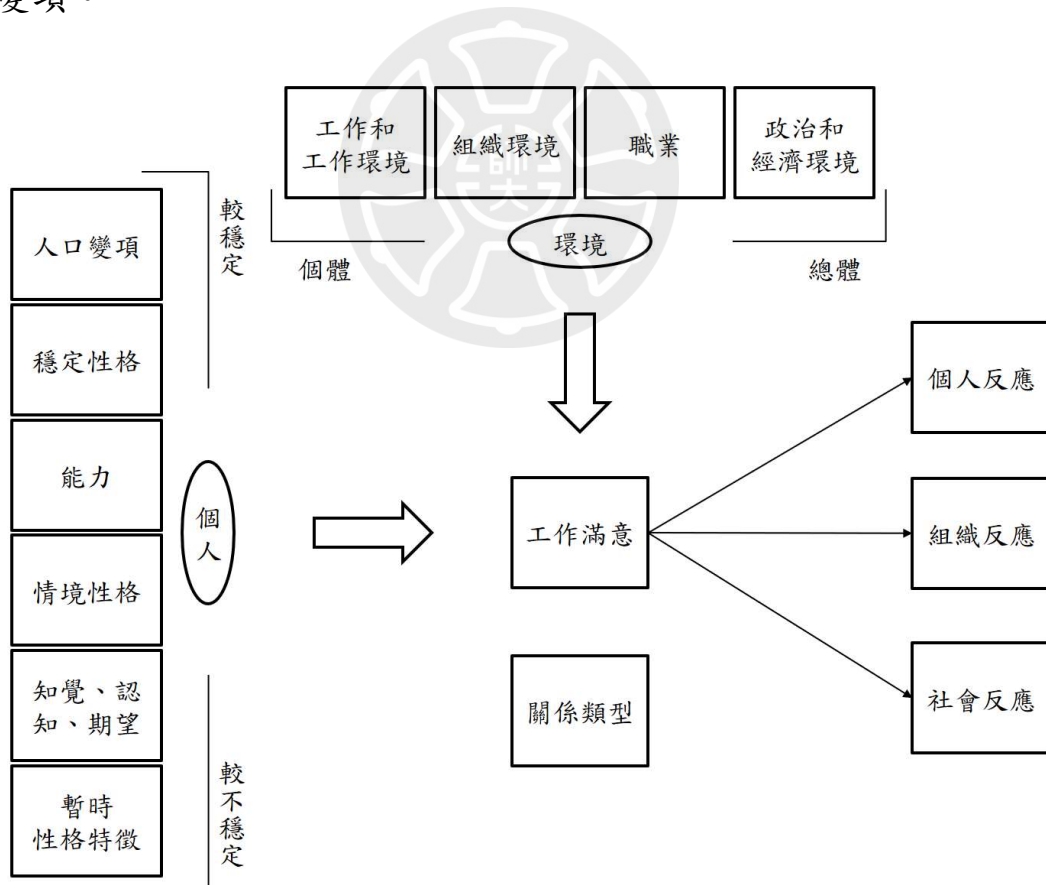 變項。
工作和
工作環境
組織環境
職業
政治和
經濟環境
個體
環境
總體
人口變項
穩定性格
能力
情境性格
知覺、認
知、期望
暫時
性格特徵
較穩定
個人
較不穩定
工作滿意
關係類型
個人反應
組織反應
社會反應